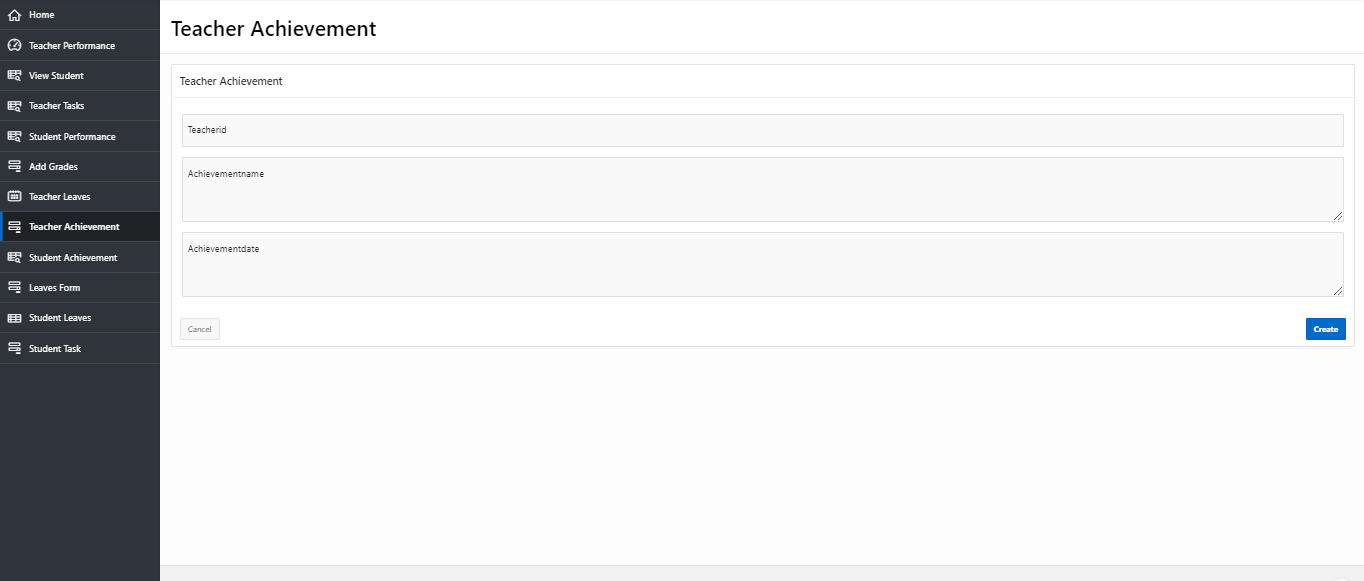 Home
Teacher Performance
View Student
Teacher Tasks
Student Performance
Add Grades
Teacher Leaves
Teacher Achievement
Student Achievement
Leaves Form
Student Leaves
Student Task
Teacher Achievement
Teacher Achievement
Teacherid
Achievementname
Achievementdate
Cancel
Create